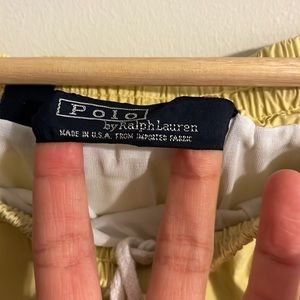 Polo
by Ralph Lauren
MADE IN U.S.A. FROM IMPORTED FABRIC